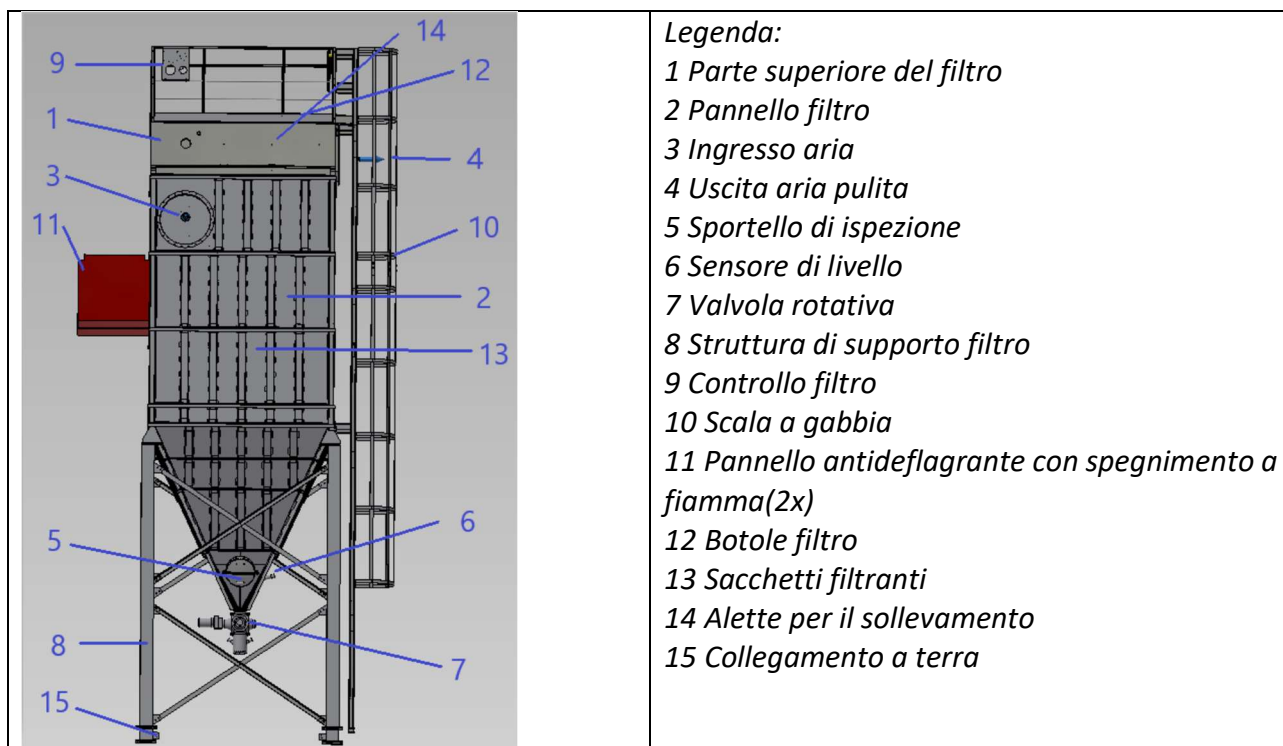 14
9
12
1
4
3
11
10
2
13
5
6
8
7
15
Legenda:
1 Parte superiore del filtro
2 Pannello filtro
3 Ingresso aria
4 Uscita aria pulita
5 Sportello di ispezione
6 Sensore di livello
7 Valvola rotativa
8 Struttura di supporto filtro
9 Controllo filtro
10 Scala a gabbia
11 Pannello antideflagrante con spegnimento a
fiamma(2x)
12 Botole filtro
13 Sacchetti filtranti
14 Alette per il sollevamento
15 Collegamento a terra